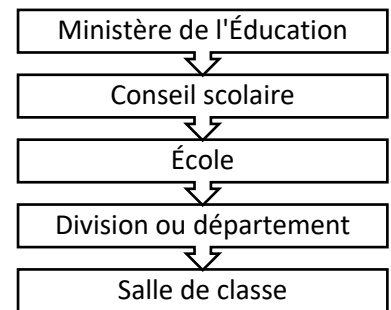 Ministère de l'Éducation
Conseil scolaire
École
Division ou département
Salle de classe